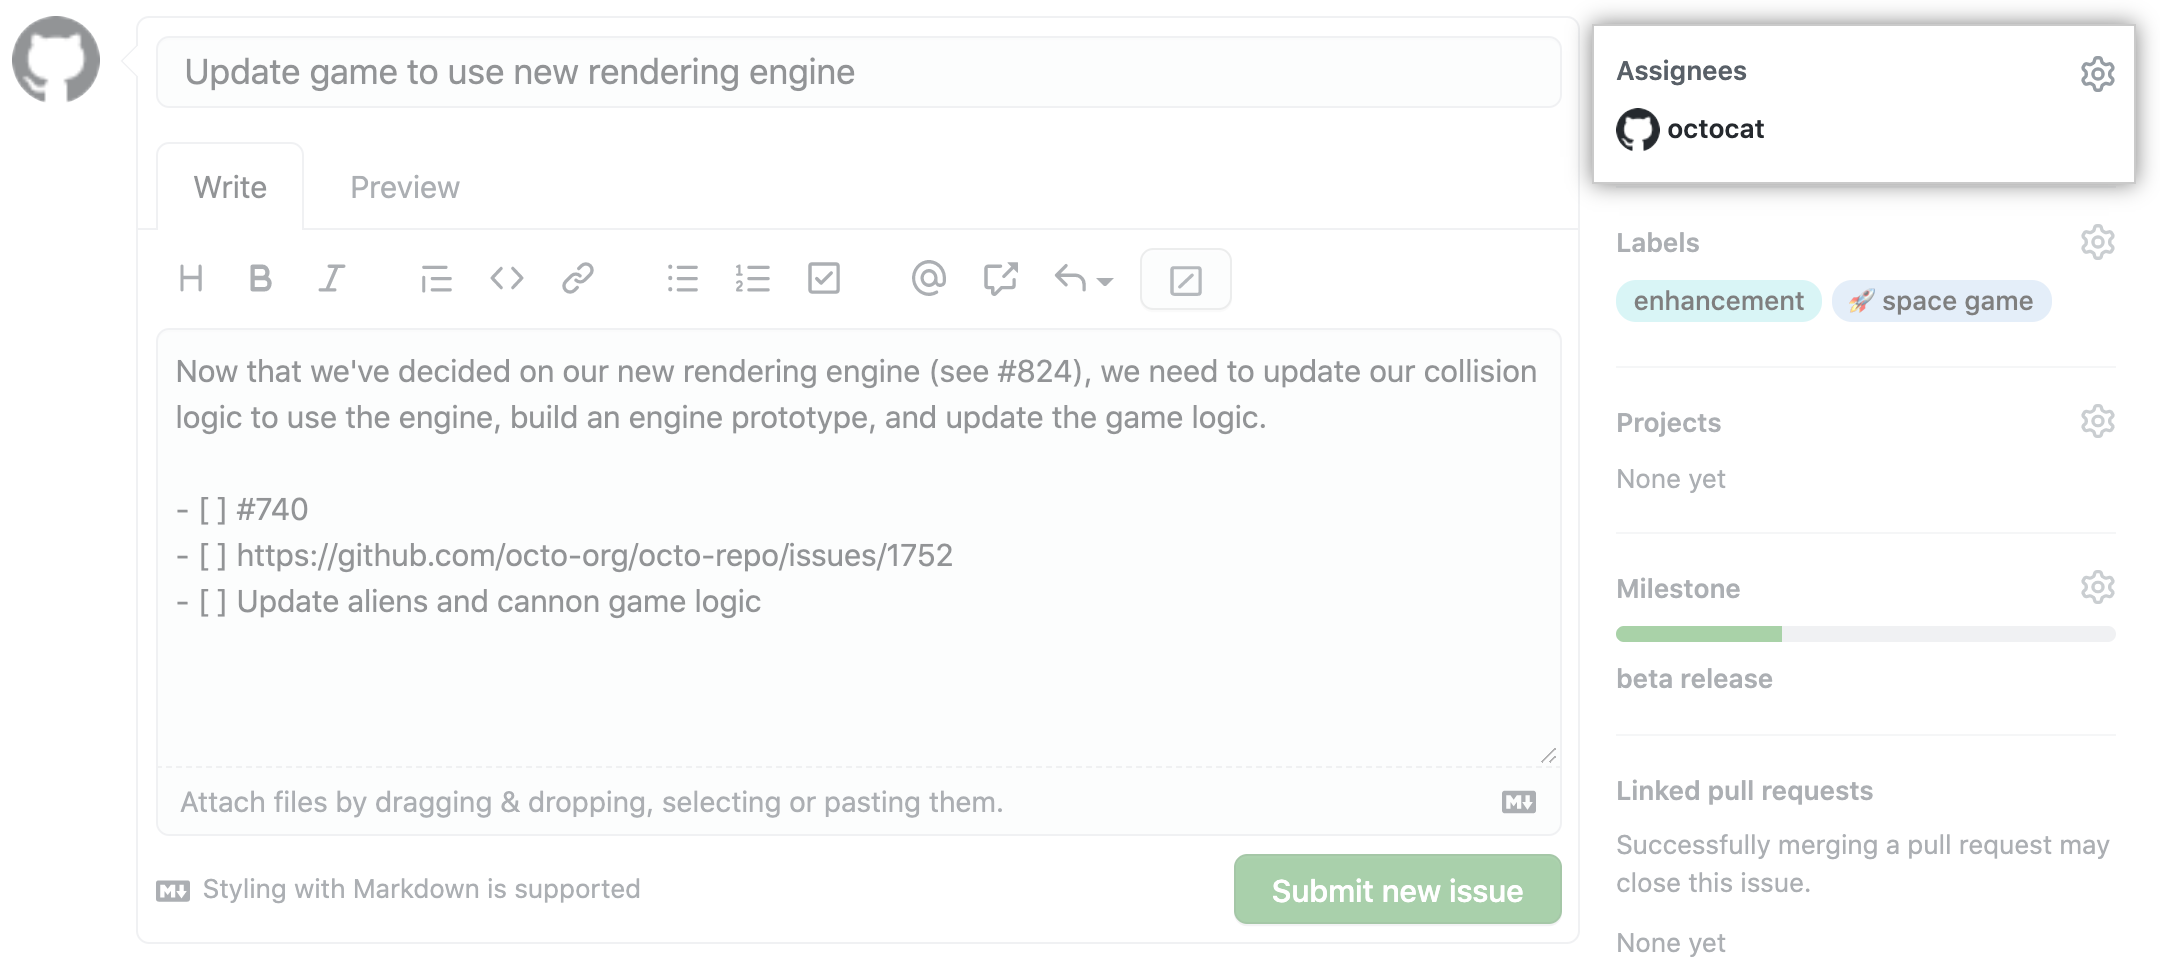 Update game to use new rendering engine
Write
Preview
Now that we've decided on our new rendering engine (see #824), we need to update our collision
logic to use the engine, build an engine prototype, and update the game logic.
- [ ] #740
- [ ] https://github.com/octo-org/octo-repo/issues/1752
- [ ] Update aliens and cannon game logic
Attach files by dragging & dropping, selecting or pasting them.
Styling with Markdown is supported
Submit new issue
Assignees
octocat
Labels
enhancement
🚀 space game
Projects
None yet
Milestone
beta release
Linked pull requests
Successfully merging a pull request may
close this issue.
None yet